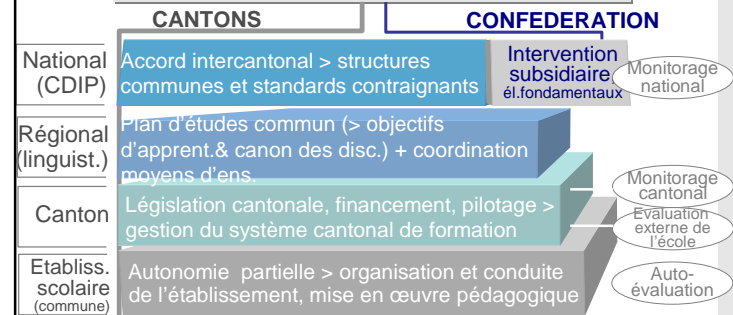 CANTONS
CONFEDERATION
National
(CDIP)
Accord intercantonal > structures
communes et standards contraignants
Intervention
subsidiaire,
él.fondamentaux
Monitorage
national
Régional
(linguist.)
Plan d'études commun (> objectifs
d'apprent.& canon des disc.) + coordination
moyens d'ens.
Monitorage
cantonal
Canton
Législation cantonale, financement, pilotage >
gestion du système cantonal de formation
Evaluation
externe de
l'école
Etabliss.
scolaire
(commune)
Autonomie partielle > organisation et conduite
de l'établissement, mise en œuvre pédagogique
Auto-
évaluation